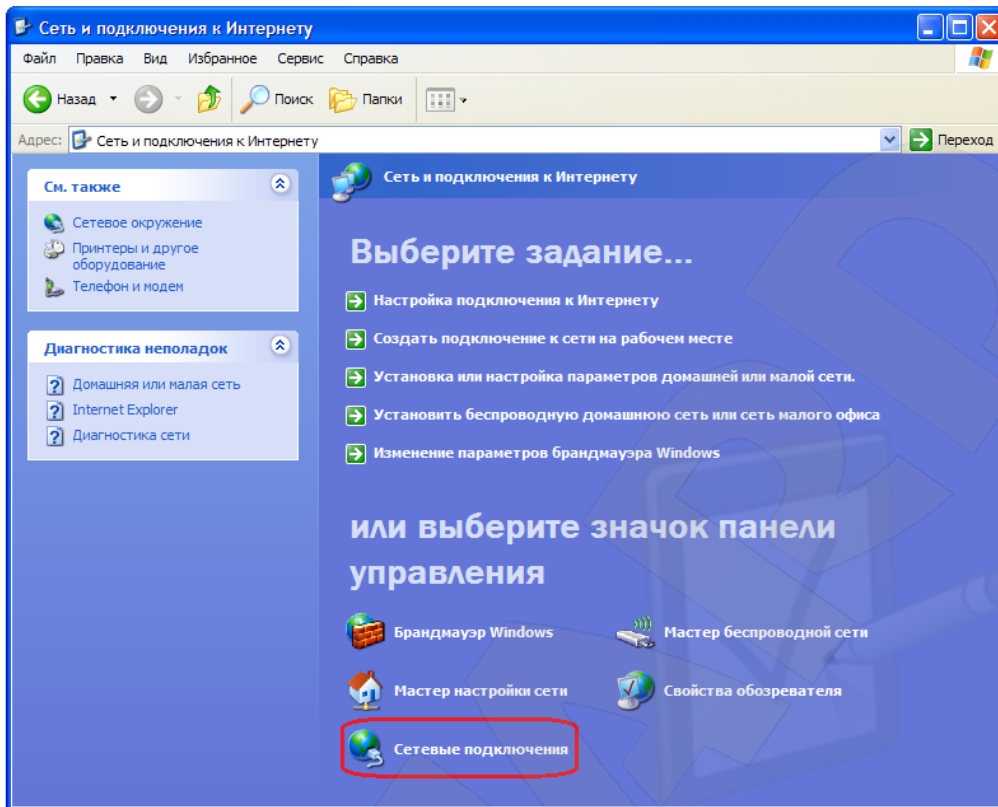 Сеть и подключения к Интернету
Файл Правка Вид Избранное Сервис Справка
Назад Поиск Папки
Адрес: Сеть и подключения к Интернету Переход
См. также
Сетевое окружение
Принтеры и другое
оборудование
Телефон и модем
Диагностика неполадок
Домашняя или малая сеть
Internet Explorer
Диагностика сети
Сеть и подключения к Интернету
Выберите задание...
Настройка подключения к Интернету
Создать подключение к сети на рабочем месте
Установка или настройка параметров домашней или малой сети.
Установить беспроводную домашнюю сеть или сеть малого офиса
Изменение параметров брандмауэра Windows
или выберите значок панели
управления
Брандмауэр Windows Мастер беспроводной сети
Мастер настройки сети Свойства обозревателя
Сетевые подключения